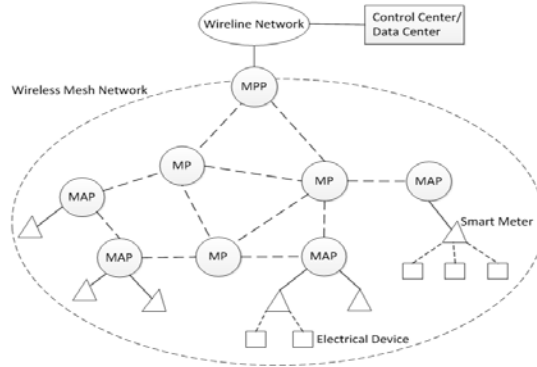 Wireline Network
Control Center/
Data Center
Wireless Mesh Network
MPP
MP
MP
MAP
MAP
Smart Meter
MAP
MP
MAP
Electrical Device